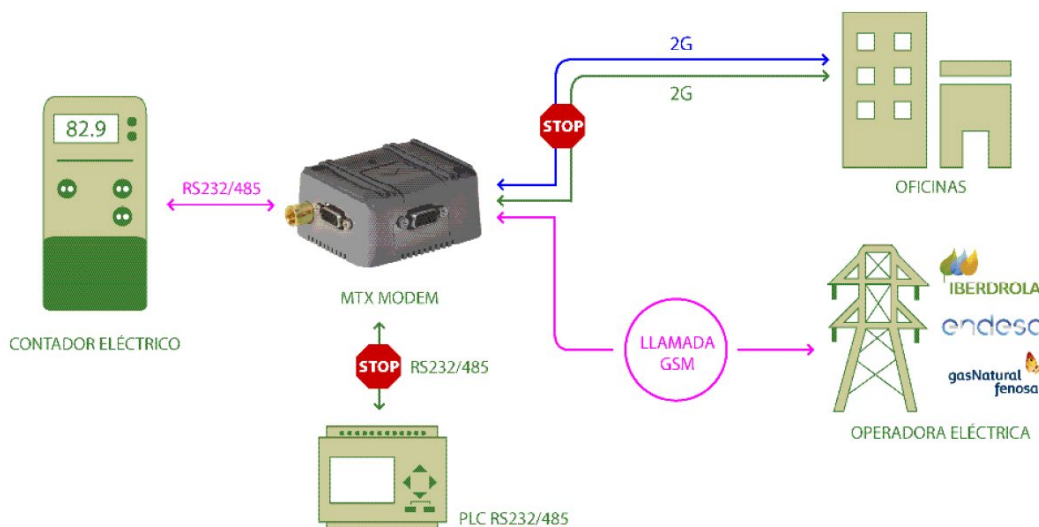 2G
2G
STOP
OFICINAS
82.9
RS232/485
MTX MODEM
CONTADOR ELÉCTRICO
STOP
RS232/485
PLC RS232/485
LLAMADA
GSM
IBERDROLA
endesa
gasNatural
fenosa
OPERADORA ELÉCTRICA